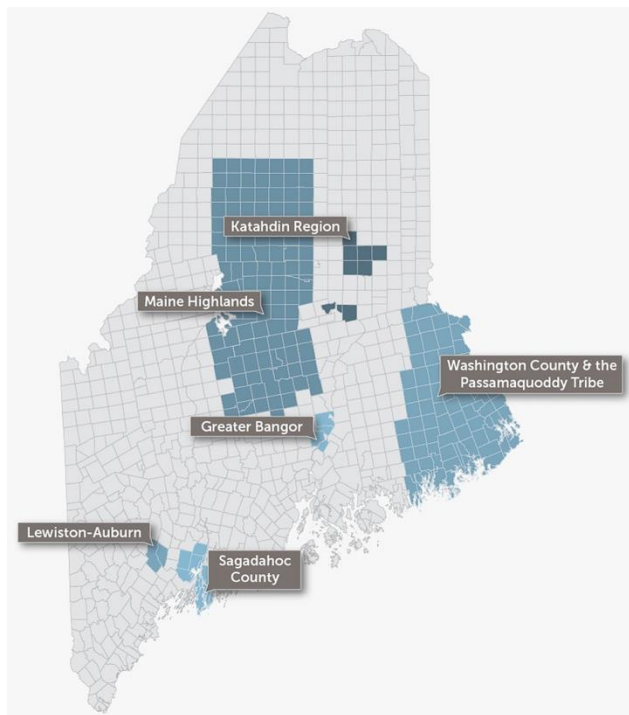 Katahdin Region
Maine Highlands
Washington County & the
Passamaquoddy Tribe
Greater Bangor
Lewiston-Auburn
Sagadahoc
County